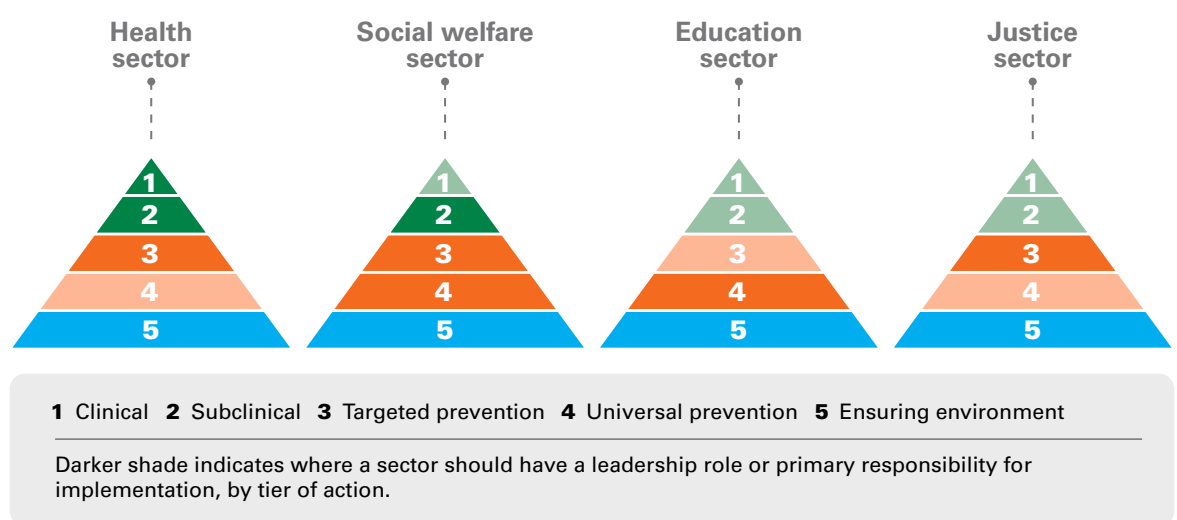 Health
sector
Social welfare
sector
Education
sector
Justice
sector
1
2
3
4
5
1
2
3
4
5
1
2
3
4
5
1
2
3
4
5
1 Clinical 2 Subclinical 3 Targeted prevention 4 Universal prevention 5 Ensuring environment
Darker shade indicates where a sector should have a leadership role or primary responsibility for
implementation, by tier of action.